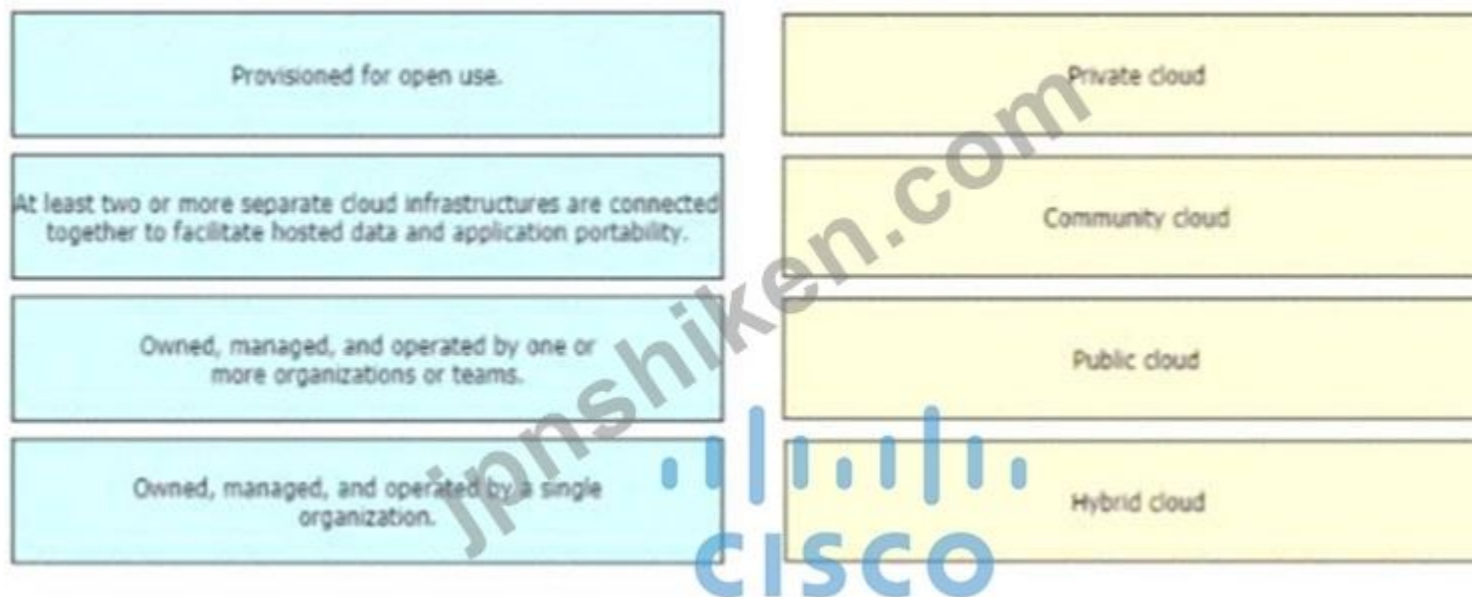 Provisioned for open use.
At least two or more separate cloud infrastructures are connected
together to facilitate hosted data and application portability.
Owned, managed, and operated by one or
more organizations or teams.
Owned, managed, and operated by a single
organization.
Private cloud
Community cloud
Public cloud
Hybrid cloud
jpnshiken.com
CISCO